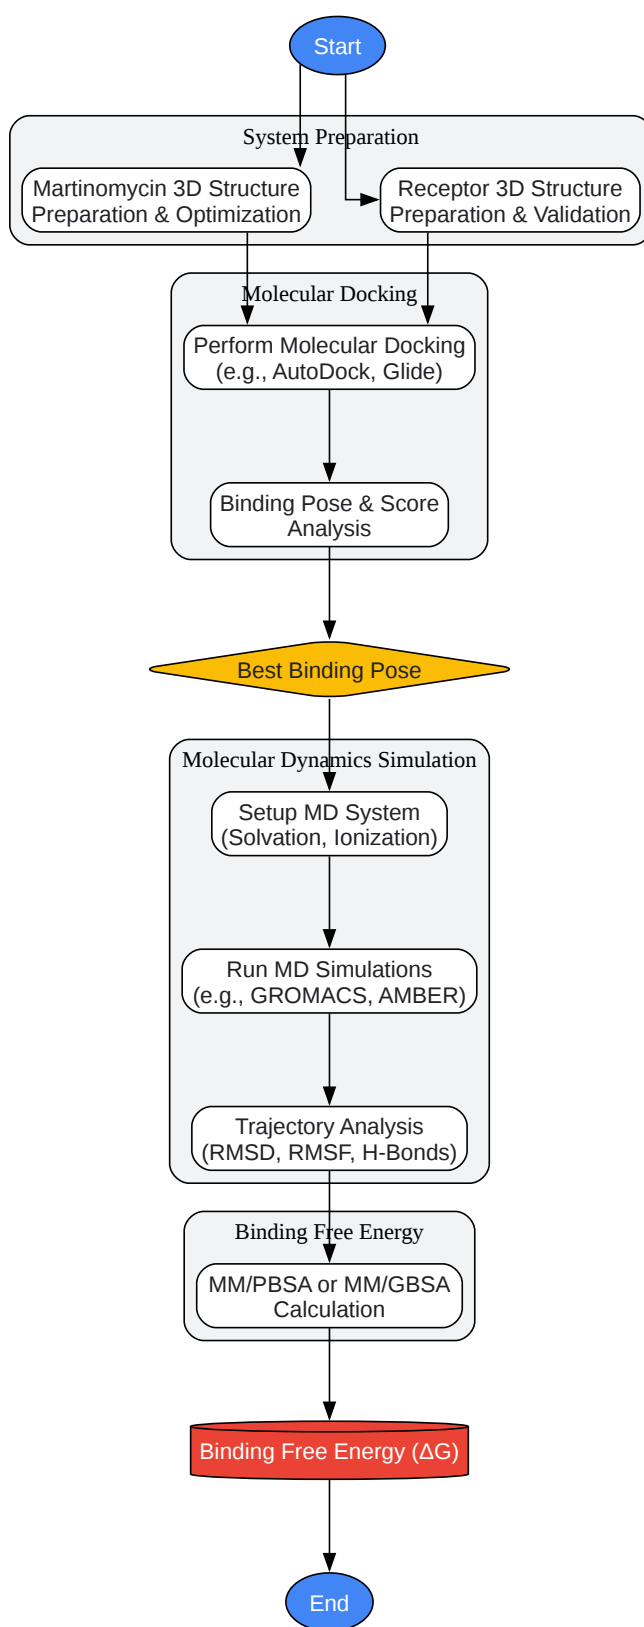 Start
System Preparation
Martinomycin 3D Structure
Preparation & Optimization
Receptor 3D Structure
Preparation & Validation
Molecular Docking
Perform Molecular Docking
(e.g., AutoDock, Glide)
Binding Pose & Score
Analysis
Best Binding Pose
Molecular Dynamics Simulation
Setup MD System
(Solvation, Ionization)
Run MD Simulations
(e.g., GROMACS, AMBER)
Trajectory Analysis
(RMSD, RMSF, H-Bonds)
Binding Free Energy
MM/PBSA or MM/GBSA
Calculation
Binding Free Energy (ΔG)
End